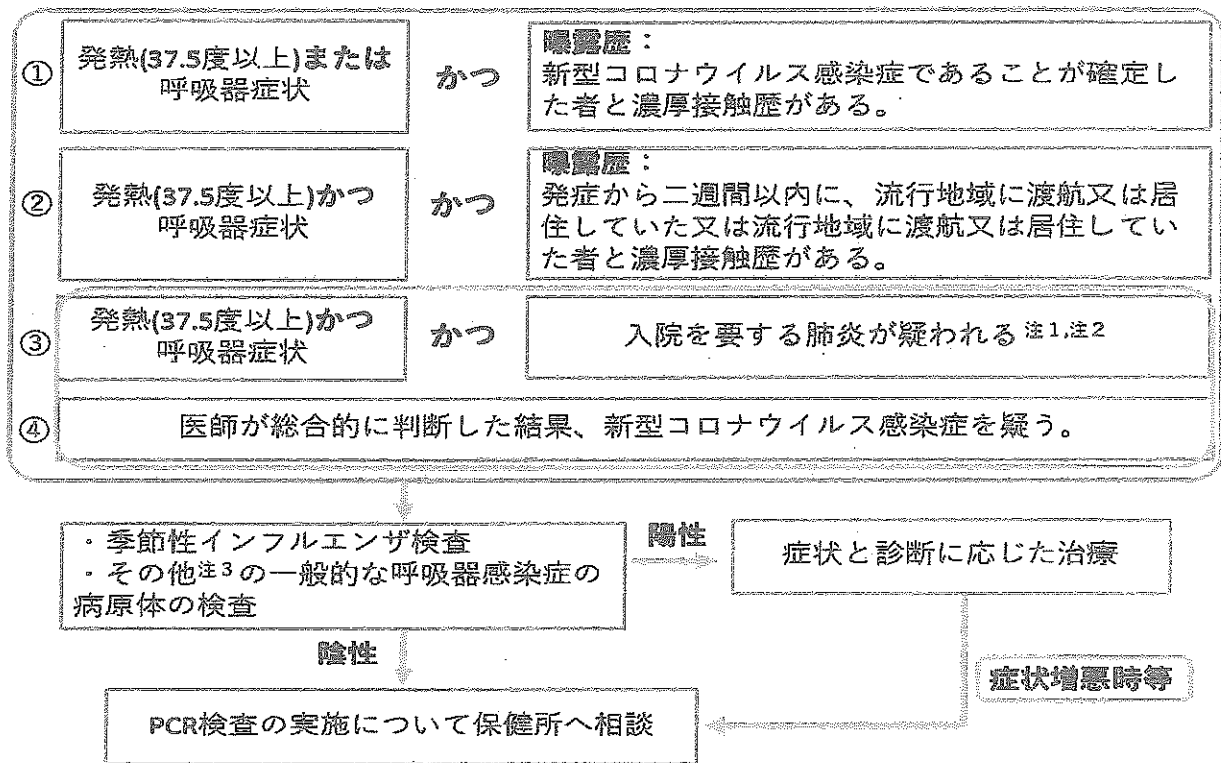 ①
発熱(37.5度以上)または
呼吸器症状
かつ
曝露歴：
新型コロナウイルス感染症であることが確定し
た者と濃厚接触歴がある。
②
発熱(37.5度以上)かつ
呼吸器症状
かつ
曝露歴：
発症から二週間以内に、流行地域に渡航又は居
住していた又は流行地域に渡航又は居住してい
た者と濃厚接触歴がある。
③
発熱(37.5度以上)かつ
呼吸器症状
かつ
入院を要する肺炎が疑われる注1,注2
④
医師が総合的に判断した結果、新型コロナウイルス感染症を疑う。
・季節性インフルエンザ検査
・その他注3の一般的な呼吸器感染症の
病原体の検査
陽性
症状と診断に応じた治療
陰性
症状増悪時等
PCR検査の実施について保健所へ相談